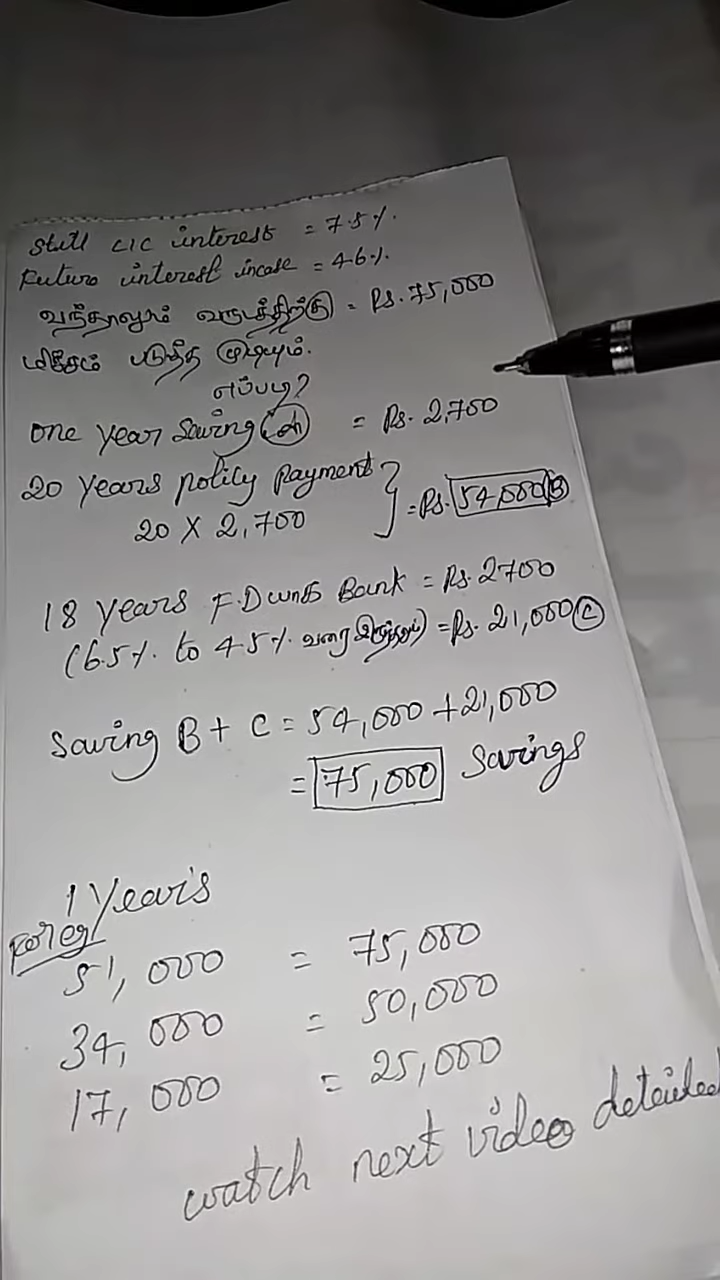 Still LIC interest = 7.5%.
Future interest incase = 4.6%.
வந்தாலும் வருடத்திற்கு = Rs. 75,000
மிச்சம் படுத்த முடியும்.
எப்படி?
one year saving = Rs. 2,700
20 years policy payment
20 X 2,700 } = Rs. 54,000 B
18 years F.D Bank = Rs. 2700
(6.5%. to 4.5%. வரை இருந்தால்) = Rs. 21,000 C
Saving B + C = 54,000 + 21,000
= 75,000 Savings
1 Year's
For eg
51,000 = 75,000
34,000 = 50,000
17,000 = 25,000
watch next video detailed